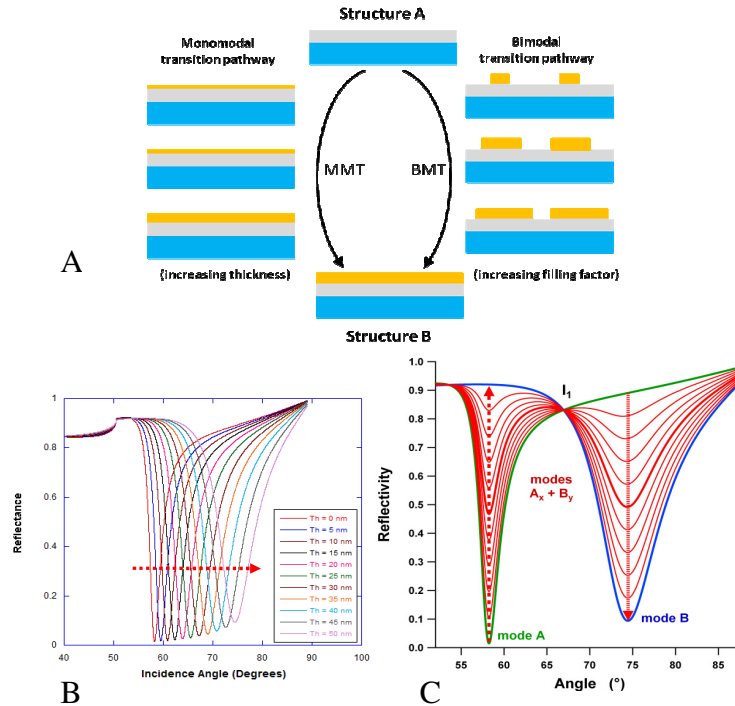 Structure A
Monomodal
transition pathway
Bimodal
transition pathway
MMT
BMT
A
(increasing thickness)
(increasing filling factor)
Structure B
B
Reflectance
1
0.8
0.6
0.4
0.2
0
40
50
60
70
80
90
100
Incidence Angle (Degrees)
Th = 0 nm
Th = 5 nm
Th = 10 nm
Th = 15 nm
Th = 20 nm
Th = 25 nm
Th = 30 nm
Th = 35 nm
Th = 40 nm
Th = 45 nm
Th = 50 nm
C
Reflectivity
1.0
0.9
0.8
0.7
0.6
0.5
0.4
0.3
0.2
0.1
0.0
I₁
modes
Aₓ + Bᵧ
mode A
mode B
55
60
65
70
75
80
85
Angle (°)